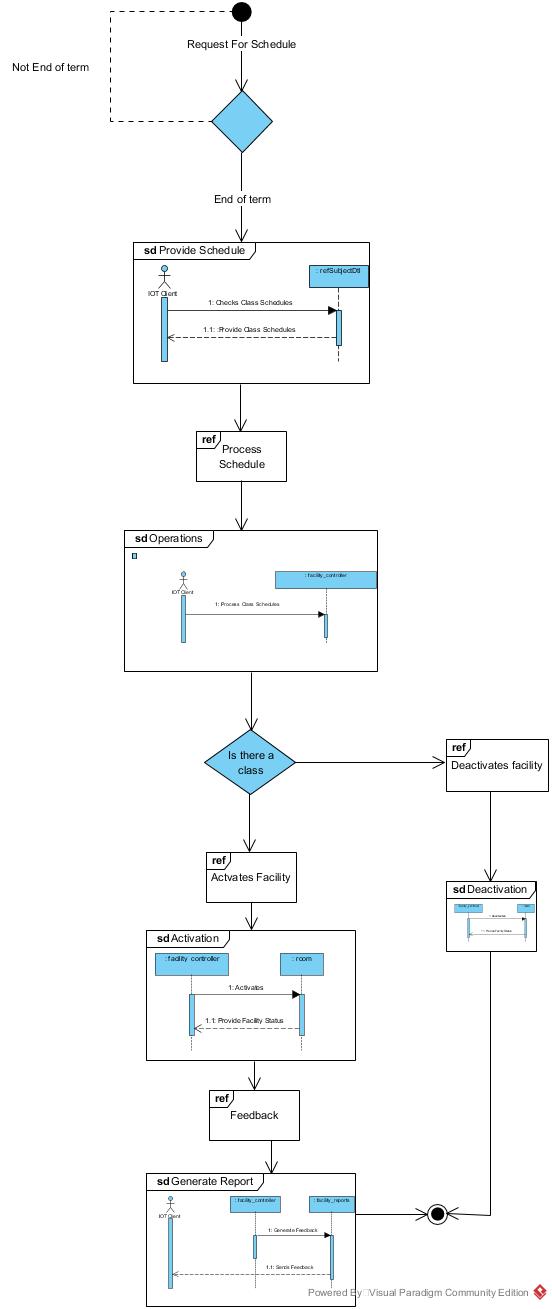 Request For Schedule
Not End of term
End of term
sd Provide Schedule
: refSubjectDtl
IOT Client
1: Checks Class Schedules
1.1: :Provide Class Schedules
ref
Process
Schedule
sd Operations
: facility_controller
IOT Client
1: Process Class Schedules
Is there a
class
ref
Deactivates facility
ref
Actvates Facility
sd Deactivation
sd Activation
: facility controller
: room
1: Activates
1.1: Provide Facility Status
ref
Feedback
sd Generate Report
: facility_controller
: facility_reports
IOT Client
1: Generate Feedback
1.1: Sends Feedback
Powered By Visual Paradigm Community Edition